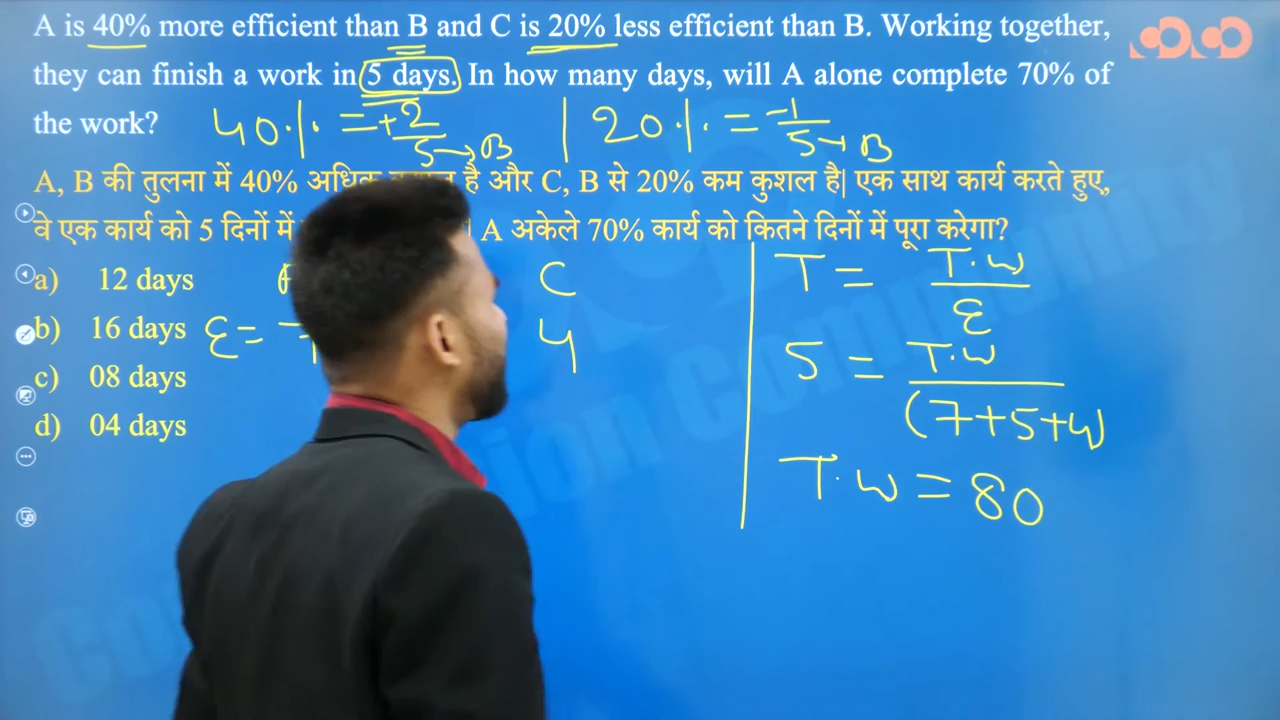 A is 40% more efficient than B and C is 20% less efficient than B. Working together,
they can finish a work in 5 days. In how many days, will A alone complete 70% of
the work?
40% = +2/5 → B | 20% = -1/5 → B
A, B की तुलना में 40% अधिक है और C, B से 20% कम कुशल है| एक साथ कार्य करते हुए,
वे एक कार्य को 5 दिनों में A अकेले 70% कार्य को कितने दिनों में पूरा करेगा?
a) 12 days
b) 16 days
c) 08 days
d) 04 days
C
ε = 4
T = T.W/ε
5 = T.W/(7+5+4)
T.W = 80